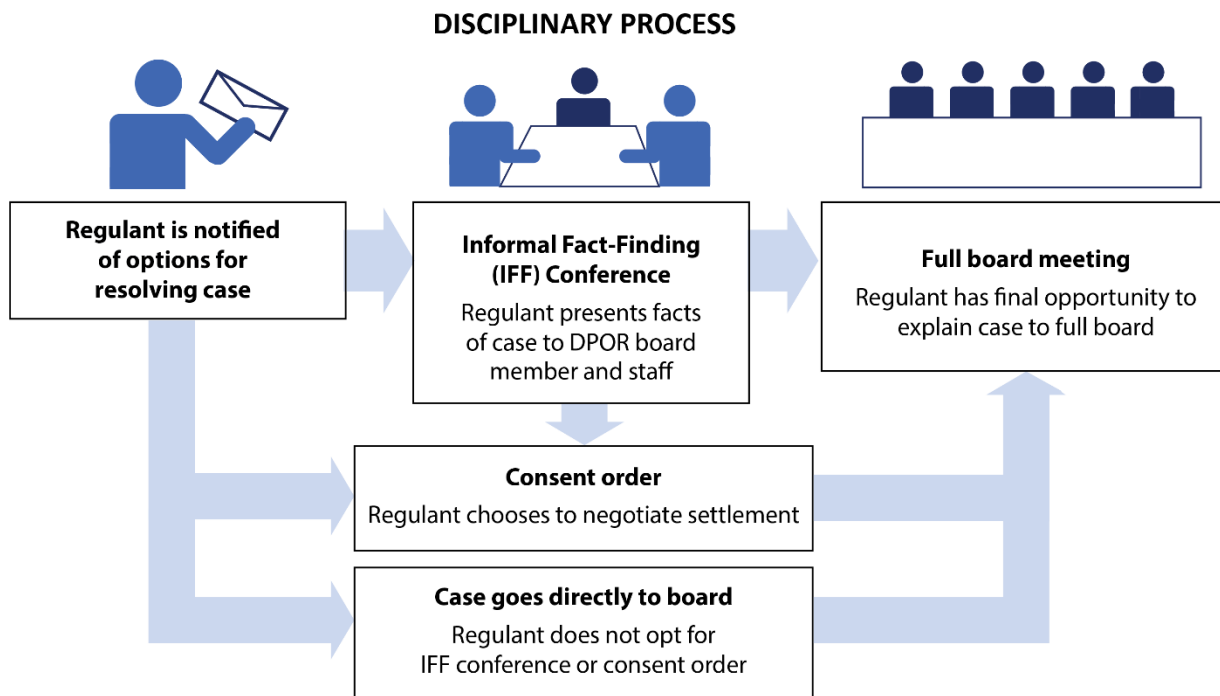 DISCIPLINARY PROCESS
Regulant is notified
of options for
resolving case
Informal Fact-Finding
(IFF) Conference
Regulant presents facts
of case to DPOR board
member and staff
Full board meeting
Regulant has final opportunity to
explain case to full board
Consent order
Regulant chooses to negotiate settlement
Case goes directly to board
Regulant does not opt for
IFF conference or consent order